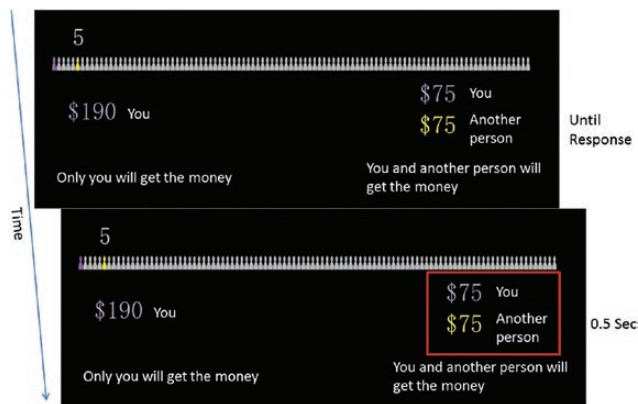 5
$190 You
$75 You
$75 Another
person
Only you will get the money
You and another person will
get the money
Until
Response
Time
5
$190 You
$75 You
$75 Another
person
0.5 Sec
Only you will get the money
You and another person will
get the money